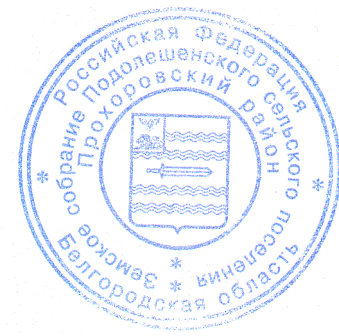 Российская Федерация
Белгородская область
Земское собрание Подолешенского сельского поселения
Прохоровский район